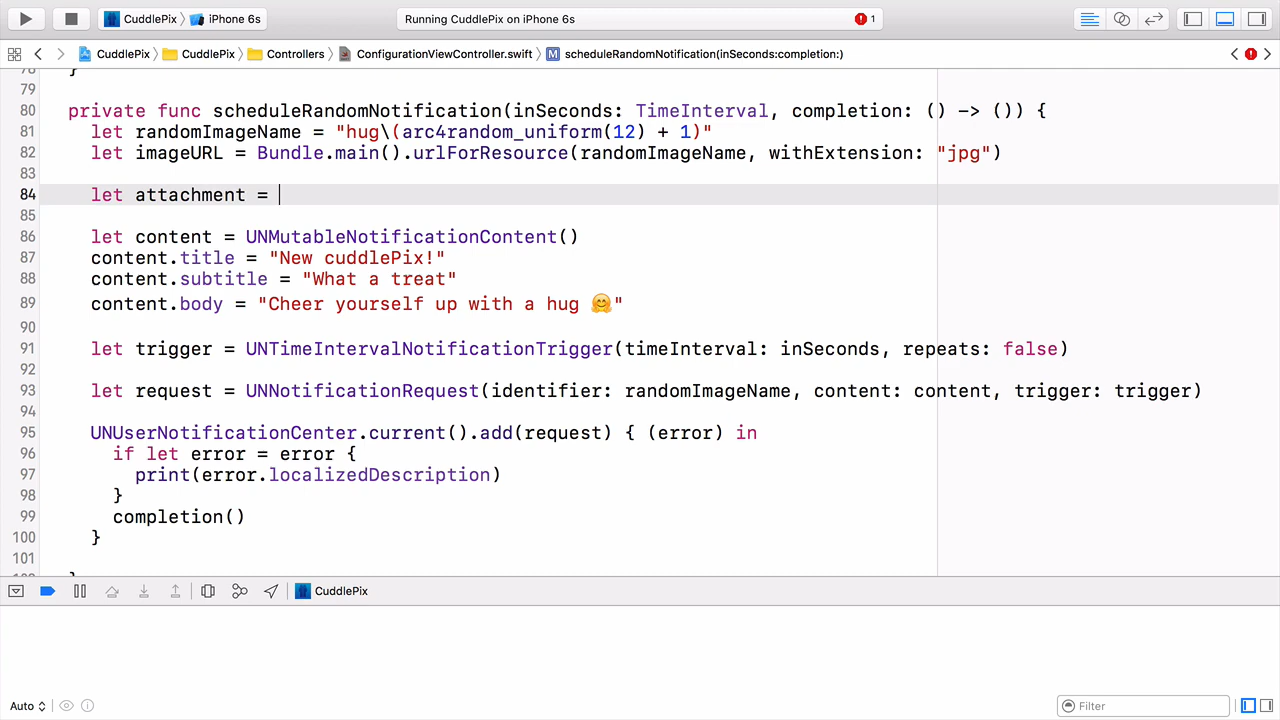 CuddlePix iPhone 6s Running CuddlePix on iPhone 6s 1
CuddlePix CuddlePix Controllers ConfigurationViewController.swift M scheduleRandomNotification(inSeconds:completion:)
78 }
79
80 private func scheduleRandomNotification(inSeconds: TimeInterval, completion: () -> ()) {
81 let randomImageName = "hug\(arc4random_uniform(12) + 1)"
82 let imageURL = Bundle.main().urlForResource(randomImageName, withExtension: "jpg")
83
84 let attachment =
85
86 let content = UNMutableNotificationContent()
87 content.title = "New cuddlePix!"
88 content.subtitle = "What a treat"
89 content.body = "Cheer yourself up with a hug 🤗"
90
91 let trigger = UNTimeIntervalNotificationTrigger(timeInterval: inSeconds, repeats: false)
92
93 let request = UNNotificationRequest(identifier: randomImageName, content: content, trigger: trigger)
94
95 UNUserNotificationCenter.current().add(request) { (error) in
96 if let error = error {
97 print(error.localizedDescription)
98 }
99 completion()
100 }
101
102 }
CuddlePix
Auto Filter